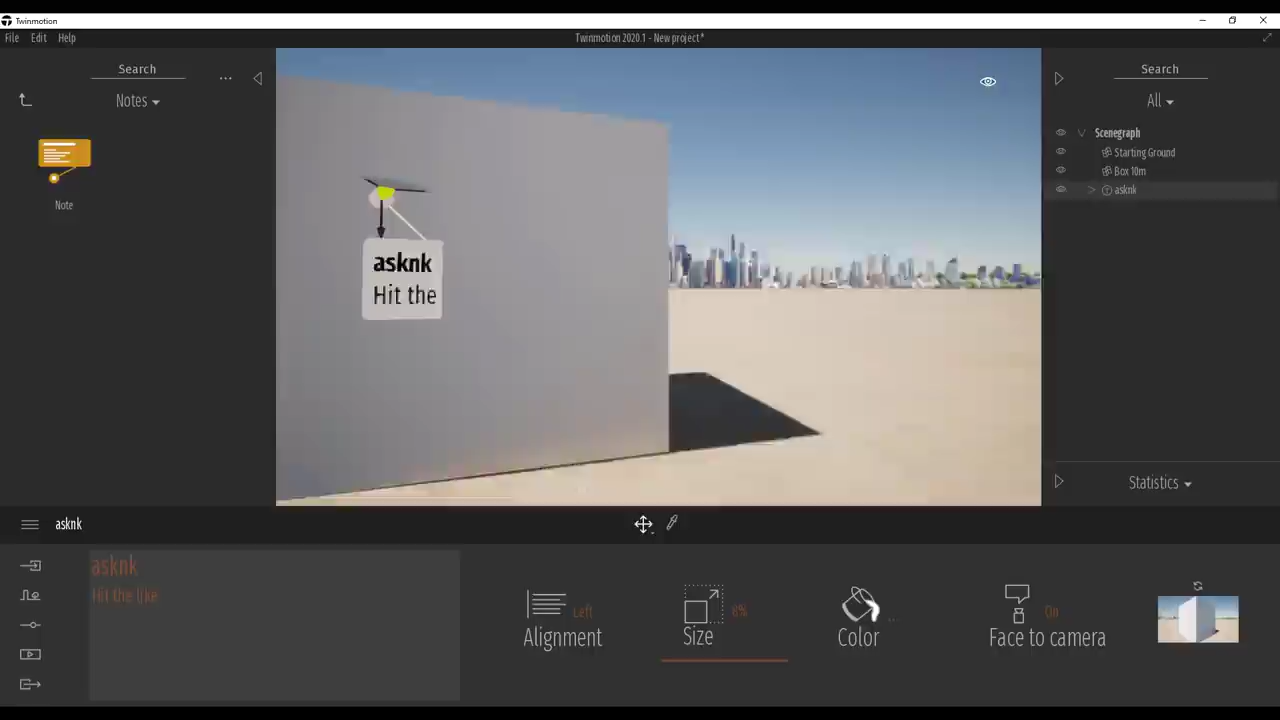 Twinmotion
File Edit Help
Twinmotion 2020.1 - New project*
Search
...
Notes
Note
asknk
Hit the
Search
All
Scenegraph
Starting Ground
Box 10m
asknk
Statistics
asknk
asknk
Hit the like
Left
Alignment
8%
Size
...
Color
On
Face to camera